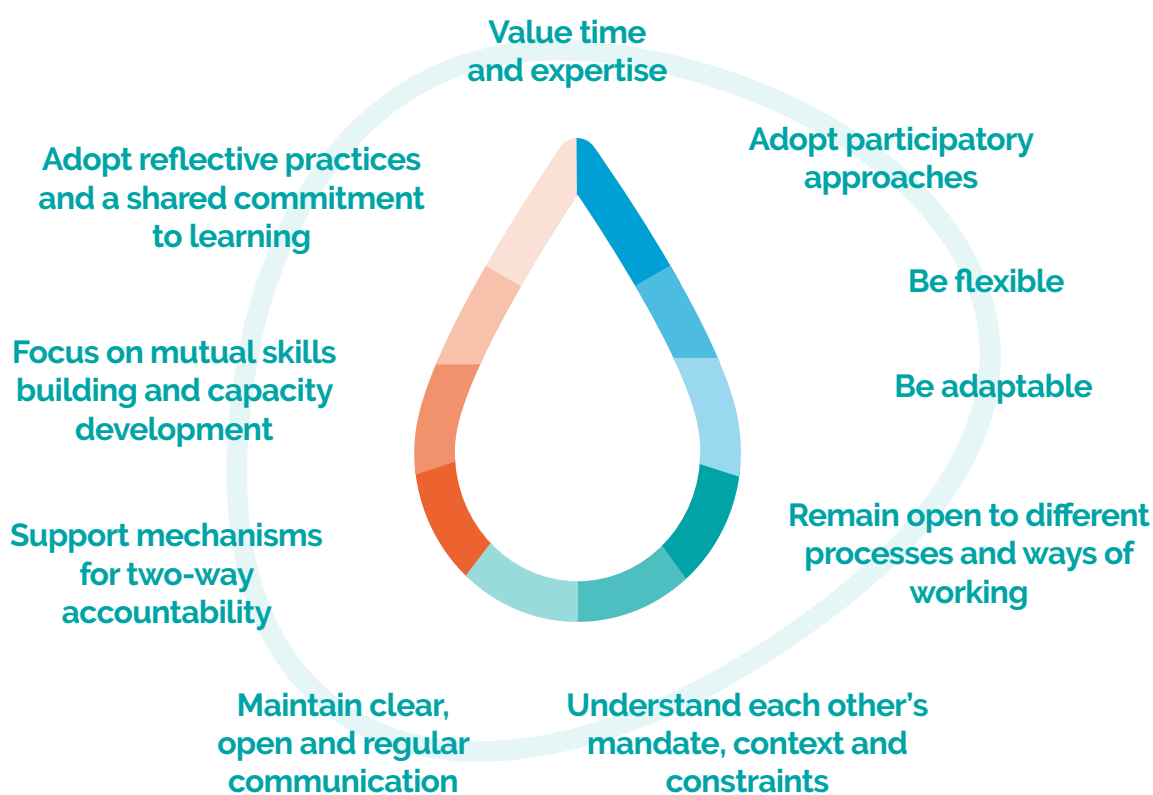 Value time
and expertise
Adopt participatory
approaches
Be flexible
Be adaptable
Remain open to different
processes and ways of
working
Understand each other’s
mandate, context and
constraints
Maintain clear,
open and regular
communication
Support mechanisms
for two-way
accountability
Focus on mutual skills
building and capacity
development
Adopt reflective practices
and a shared commitment
to learning